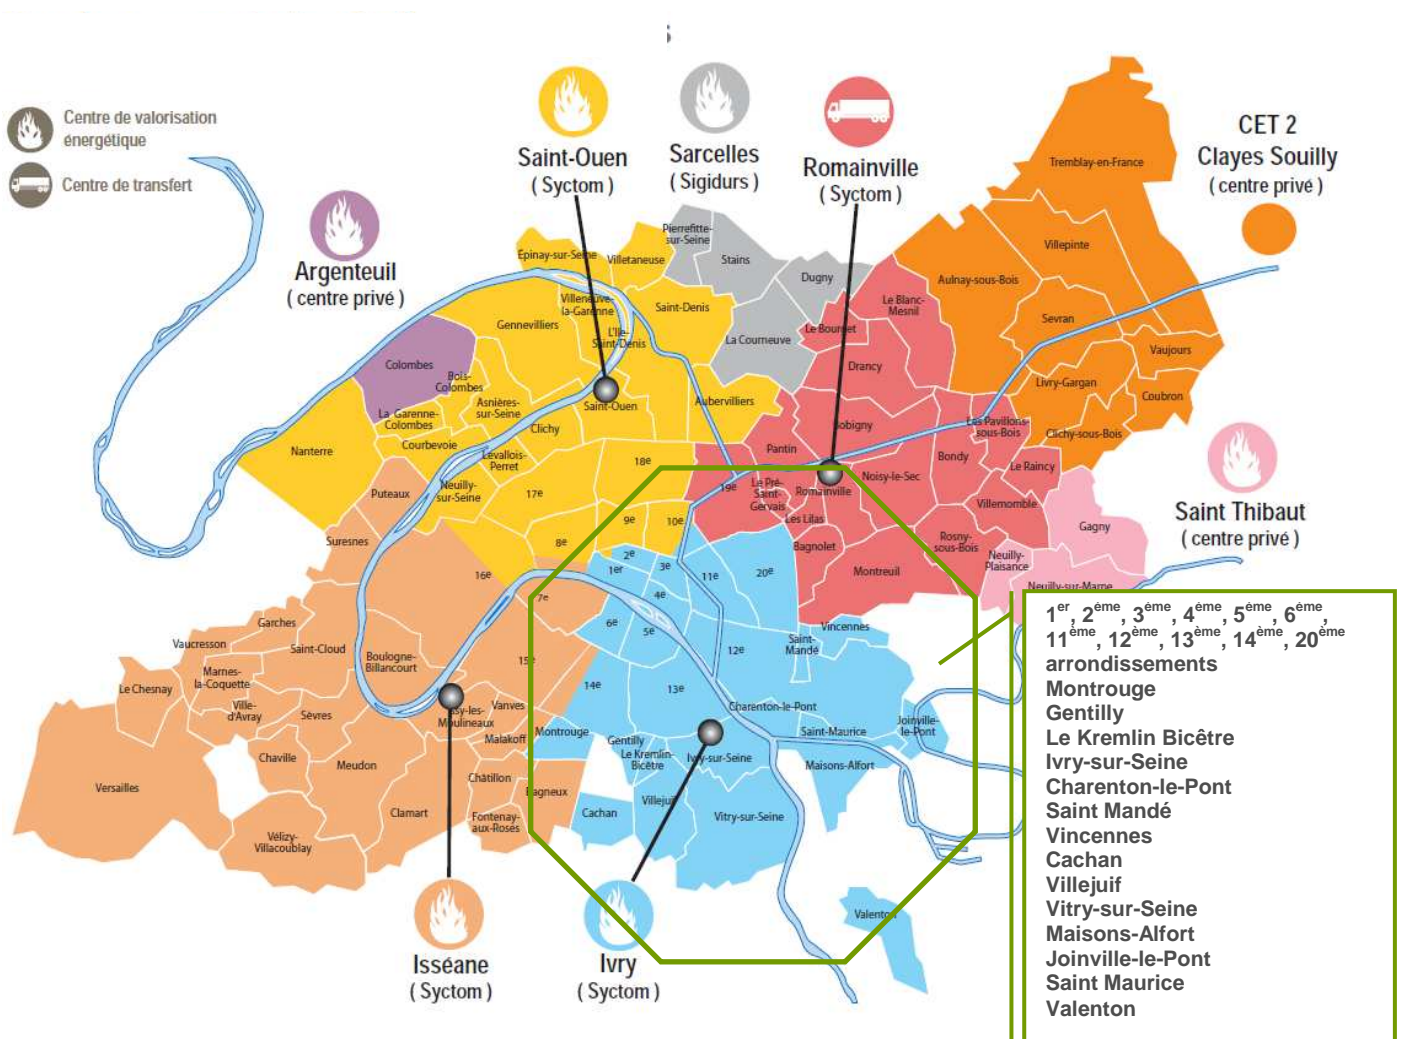 Centre de valorisation
énergétique
Centre de transfert
Saint-Ouen
( Syctom )
Sarcelles
( Sigidurs )
Romainville
( Syctom )
CET 2
Clayes Souilly
( centre privé )
Argenteuil
( centre privé )
Saint Thibaut
( centre privé )
Tremblay-en-France
Villepinte
Aulnay-sous-Bois
Sevran
Vaujours
Livry-Gargan
Coubron
Clichy-sous-Bois
Pierrefitte-
sur-Seine
Stains
Dugny
La Courneuve
Épinay-sur-Seine
Villetaneuse
Villeneuve-
la-Garenne
Saint-Denis
Gennevilliers
L'Ile-
Saint-Denis
Colombes
Bois-
Colombes
La Garenne-
Colombes
Asnières-
sur-Seine
Courbevoie
Clichy
Saint-Ouen
Aubervilliers
Nanterre
Levallois-
Perret
Neuilly-
sur-Seine
17e
18e
9e
10e
8e
Le Blanc-
Mesnil
Le Bourget
Drancy
Bobigny
Les Pavillons-
sous-Bois
Pantin
Bondy
Le Raincy
Noisy-le-Sec
19e
Le Pré-
Saint-
Gervais
Romainville
Les Lilas
Villemomble
Bagnolet
Rosny-
sous-Bois
Montreuil
Gagny
Neuilly-
Plaisance
Neuilly-sur-Marne
Puteaux
Suresnes
16e
7e
15e
Garches
Vaucresson
Saint-Cloud
Marnes-
la-Coquette
Boulogne-
Billancourt
Le Chesnay
Ville-
d'Avray
Sèvres
Issy-les-
Moulineaux
Vanves
Malakoff
Chaville
Meudon
Châtillon
Versailles
Clamart
Bagneux
Fontenay-
aux-Roses
Vélizy-
Villacoublay
2e
1er
3e
11e
20e
4e
6e
5e
12e
14e
13e
Vincennes
Saint-
Mandé
Charenton-le-Pont
Montrouge
Gentilly
Le Kremlin-
Bicêtre
Ivry-sur-Seine
Saint-Maurice
Joinville-
le-Pont
Maisons-Alfort
Cachan
Villejuif
Vitry-sur-Seine
Valenton
Isséane
( Syctom )
Ivry
( Syctom )
1er, 2ème, 3ème, 4ème, 5ème, 6ème,
11ème, 12ème, 13ème, 14ème, 20ème
arrondissements
Montrouge
Gentilly
Le Kremlin Bicêtre
Ivry-sur-Seine
Charenton-le-Pont
Saint Mandé
Vincennes
Cachan
Villejuif
Vitry-sur-Seine
Maisons-Alfort
Joinville-le-Pont
Saint Maurice
Valenton